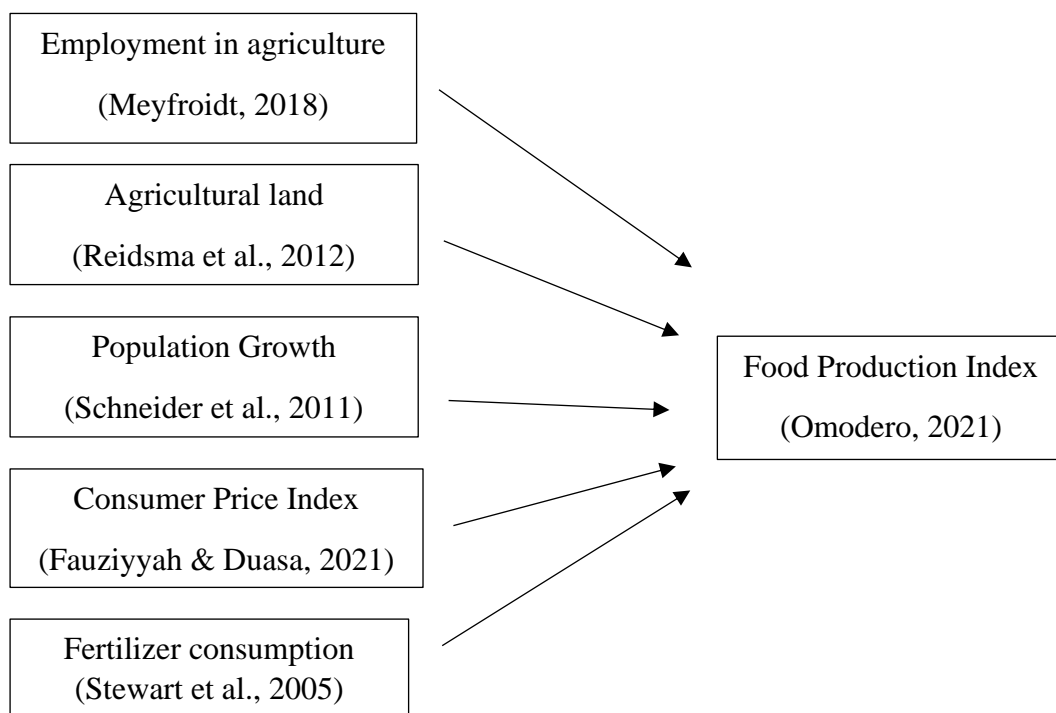 Employment in agriculture
(Meyfroidt, 2018)
Agricultural land
(Reidsma et al., 2012)
Population Growth
(Schneider et al., 2011)
Consumer Price Index
(Fauziyyah & Duasa, 2021)
Fertilizer consumption
(Stewart et al., 2005)
Food Production Index
(Omodero, 2021)